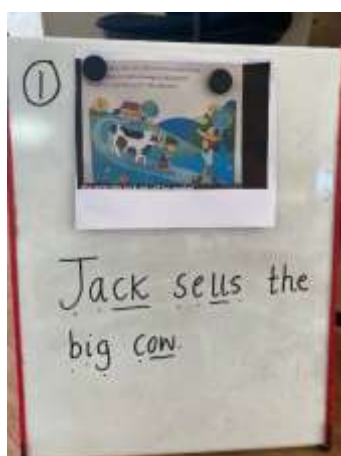 ①
Jack sells the
big cow.